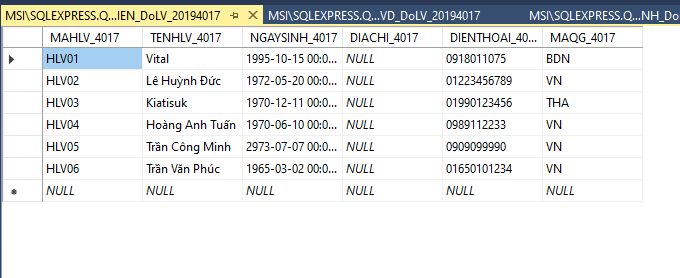 MSI\SQLEXPRESS.Q...IEN_DoLV_20194017 MSI\SQLEXPRESS.Q...VD_DoLV_20194017 MSI\SQLEXPRESS.Q...NH_Do
MAHLV_4017 TENHLV_4017 NGAYSINH_4017 DIACHI_4017 DIENTHOAI_40... MAQG_4017
HLV01 Vital 1995-10-15 00:0... NULL 0918011075 BDN
HLV02 Lê Huỳnh Đức 1972-05-20 00:0... NULL 01223456789 VN
HLV03 Kiatisuk 1970-12-11 00:0... NULL 01990123456 THA
HLV04 Hoàng Anh Tuấn 1970-06-10 00:0... NULL 0989112233 VN
HLV05 Trần Công Minh 2973-07-07 00:0... NULL 0909099990 VN
HLV06 Trần Văn Phúc 1965-03-02 00:0... NULL 01650101234 VN
NULL NULL NULL NULL NULL NULL